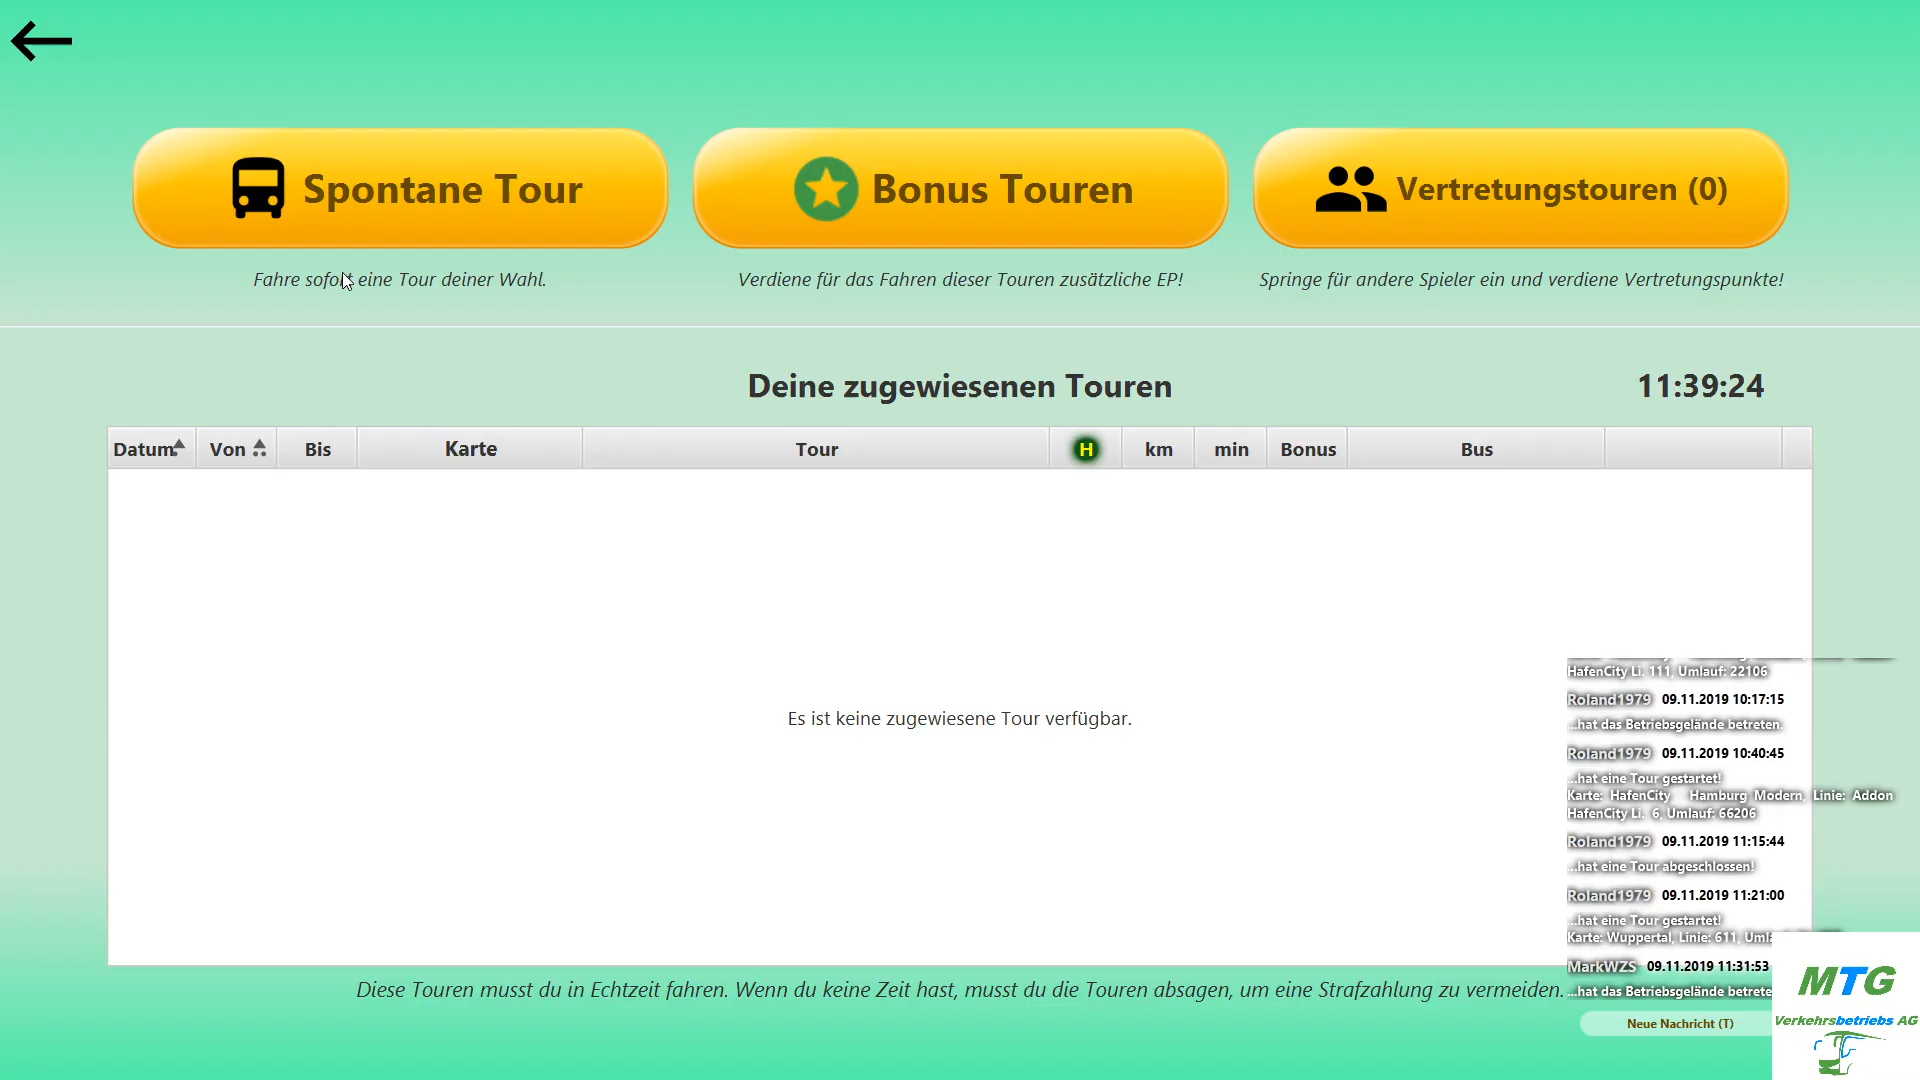 Spontane Tour
Bonus Touren
Vertretungstouren (0)
Fahre sofort eine Tour deiner Wahl.
Verdiene für das Fahren dieser Touren zusätzliche EP!
Springe für andere Spieler ein und verdiene Vertretungspunkte!
Deine zugewiesenen Touren
11:39:24
Datum Von Bis Karte Tour H km min Bonus Bus
Es ist keine zugewiesene Tour verfügbar.
HafenCity Li. 111, Umlauf: 22106
Roland1979 09.11.2019 10:17:15
...hat das Betriebsgelände betreten.
Roland1979 09.11.2019 10:40:45
...hat eine Tour gestartet!
Karte: HafenCity Hamburg Modern, Linie: Addon
HafenCity Li. 6, Umlauf: 66206
Roland1979 09.11.2019 11:15:44
...hat eine Tour abgeschlossen!
Roland1979 09.11.2019 11:21:00
...hat eine Tour gestartet!
Karte: Wuppertal, Linie: 611,
MarkWZS 09.11.2019 11:31:53
...hat das Betriebsgelände
Diese Touren musst du in Echtzeit fahren. Wenn du keine Zeit hast, musst du die Touren absagen, um eine Strafzahlung zu vermeiden.
Neue Nachricht (T)
MTG
Verkehrsbetriebs AG